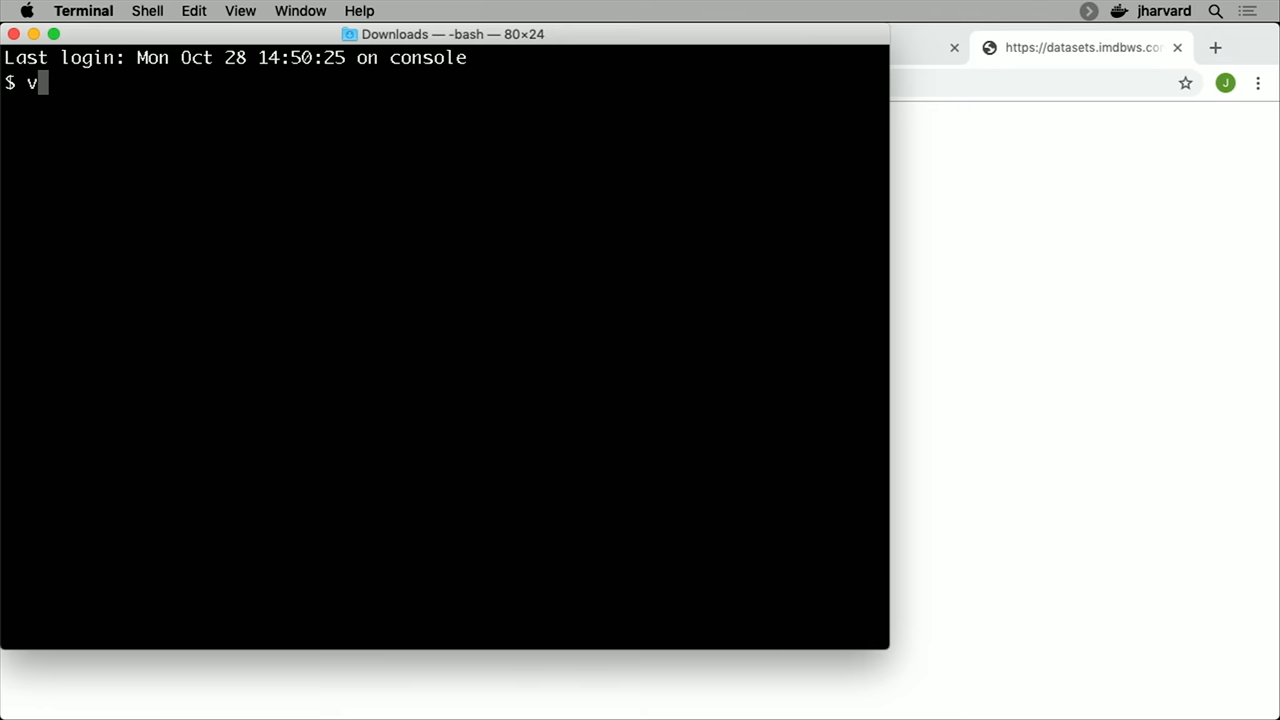 Terminal Shell Edit View Window Help jharvard
Downloads — -bash — 80×24
https://datasets.imdbws.co
Last login: Mon Oct 28 14:50:25 on console
$ v
J